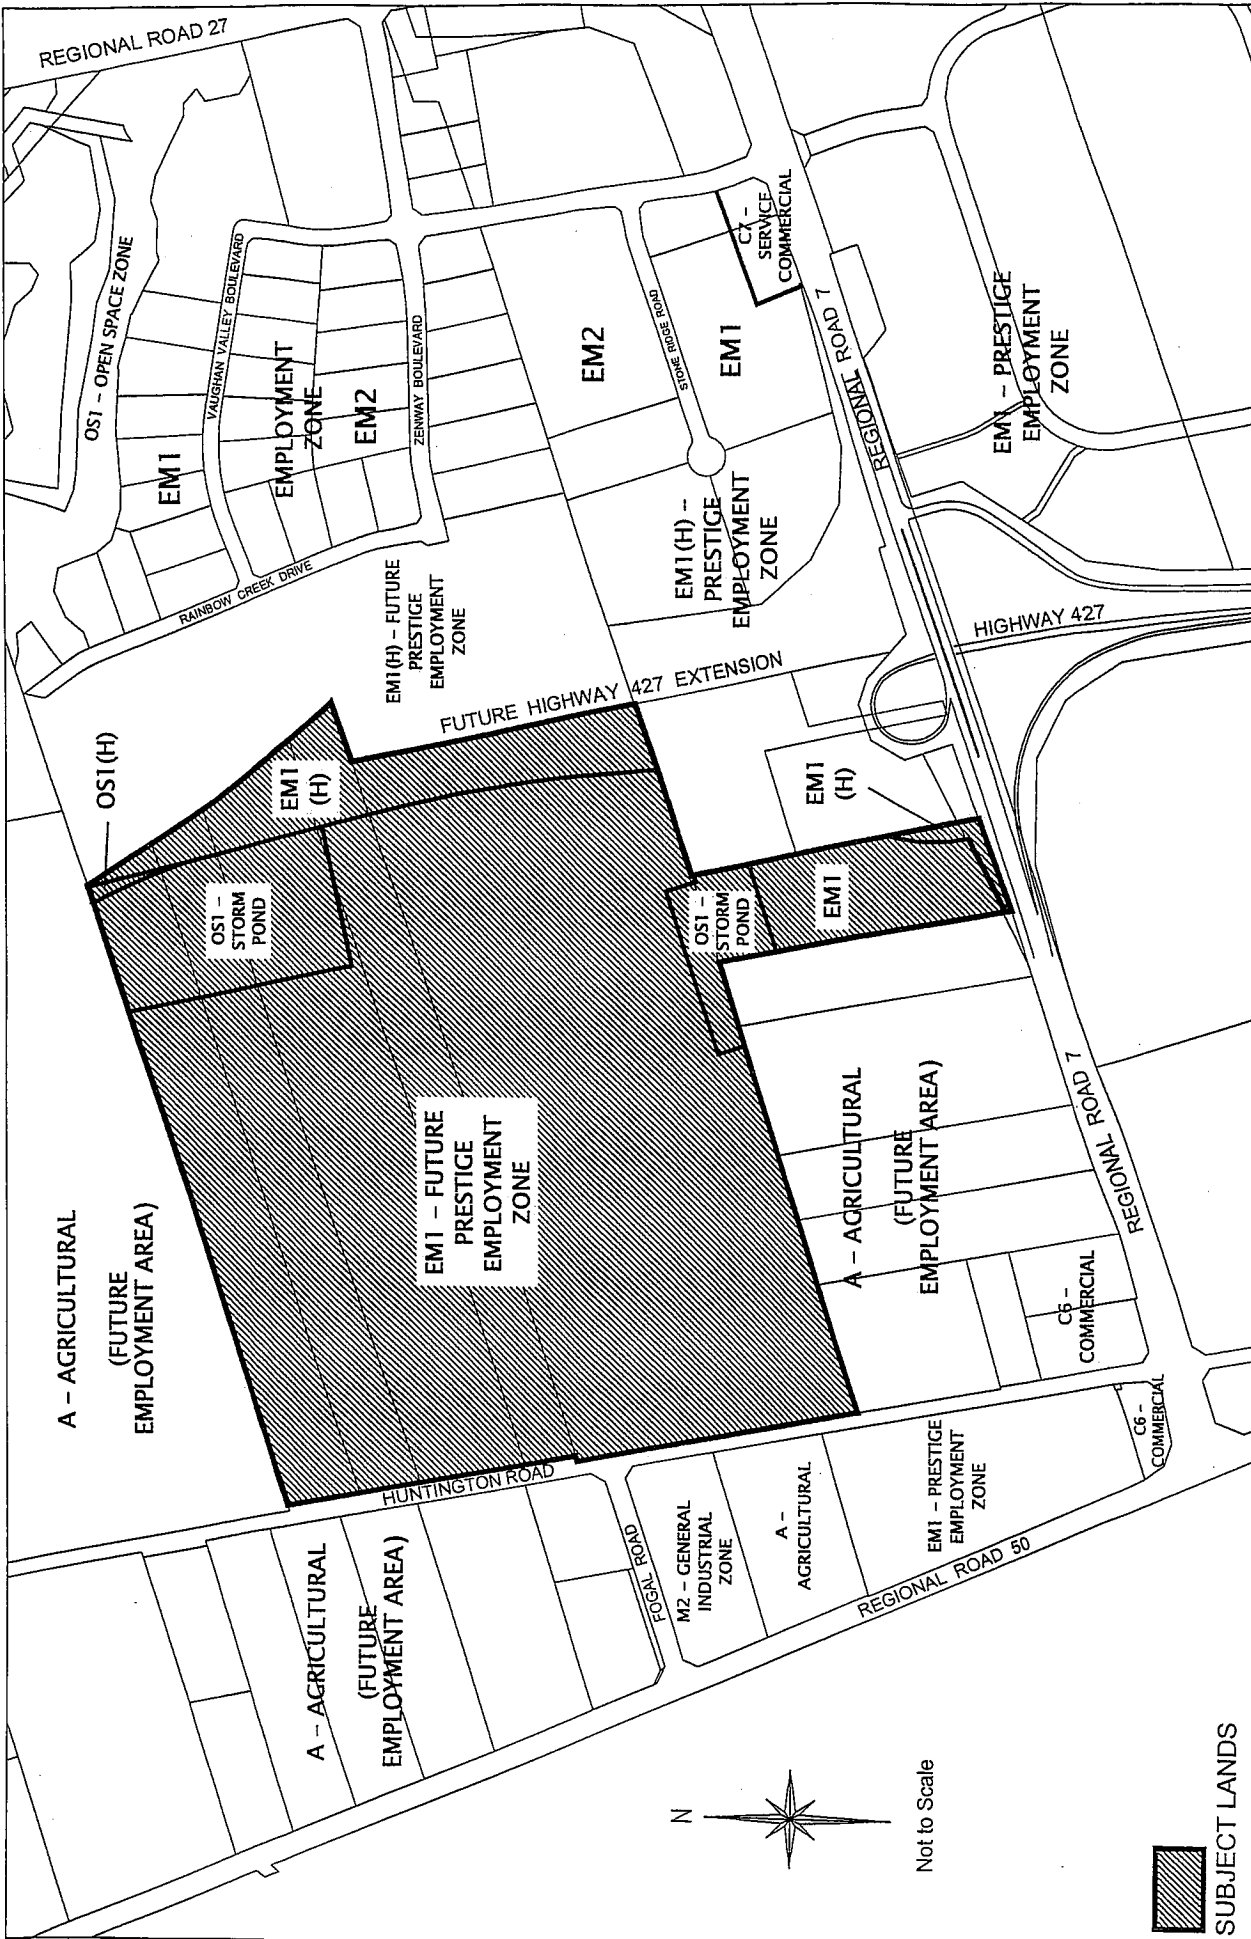 A – AGRICULTURAL
(FUTURE
EMPLOYMENT AREA)
OS1(H)
OS1 – OPEN SPACE ZONE
REGIONAL ROAD 27
HUNTINGTON ROAD
A – AGRICULTURAL
(FUTURE
EMPLOYMENT AREA)
OS1 –
STORM
POND
EM1
(H)
RAINBOW CREEK DRIVE
EM1
VAUGHAN VALLEY BOULEVARD
EMPLOYMENT
ZONE
EM2
ZENWAY BOULEVARD
EM1 – FUTURE
PRESTIGE
EMPLOYMENT
ZONE
FUTURE HIGHWAY 427 EXTENSION
EM1(H) – FUTURE
PRESTIGE
EMPLOYMENT
ZONE
EM2
STONE RIDGE ROAD
EM1
C7 –
SERVICE
COMMERCIAL
EM1(H) –
PRESTIGE
EMPLOYMENT
ZONE
FOGAL ROAD
M2 – GENERAL
INDUSTRIAL
ZONE
A –
AGRICULTURAL
OS1 –
STORM
POND
EM1
EM1
(H)
A – AGRICULTURAL
(FUTURE
EMPLOYMENT AREA)
REGIONAL ROAD 7
REGIONAL ROAD 7
EM1 – PRESTIGE
EMPLOYMENT
ZONE
REGIONAL ROAD 50
EM1 – PRESTIGE
EMPLOYMENT
ZONE
C6 –
COMMERCIAL
C6 –
COMMERCIAL
REGIONAL ROAD 7
HIGHWAY 427
N
Not to Scale
SUBJECT LANDS